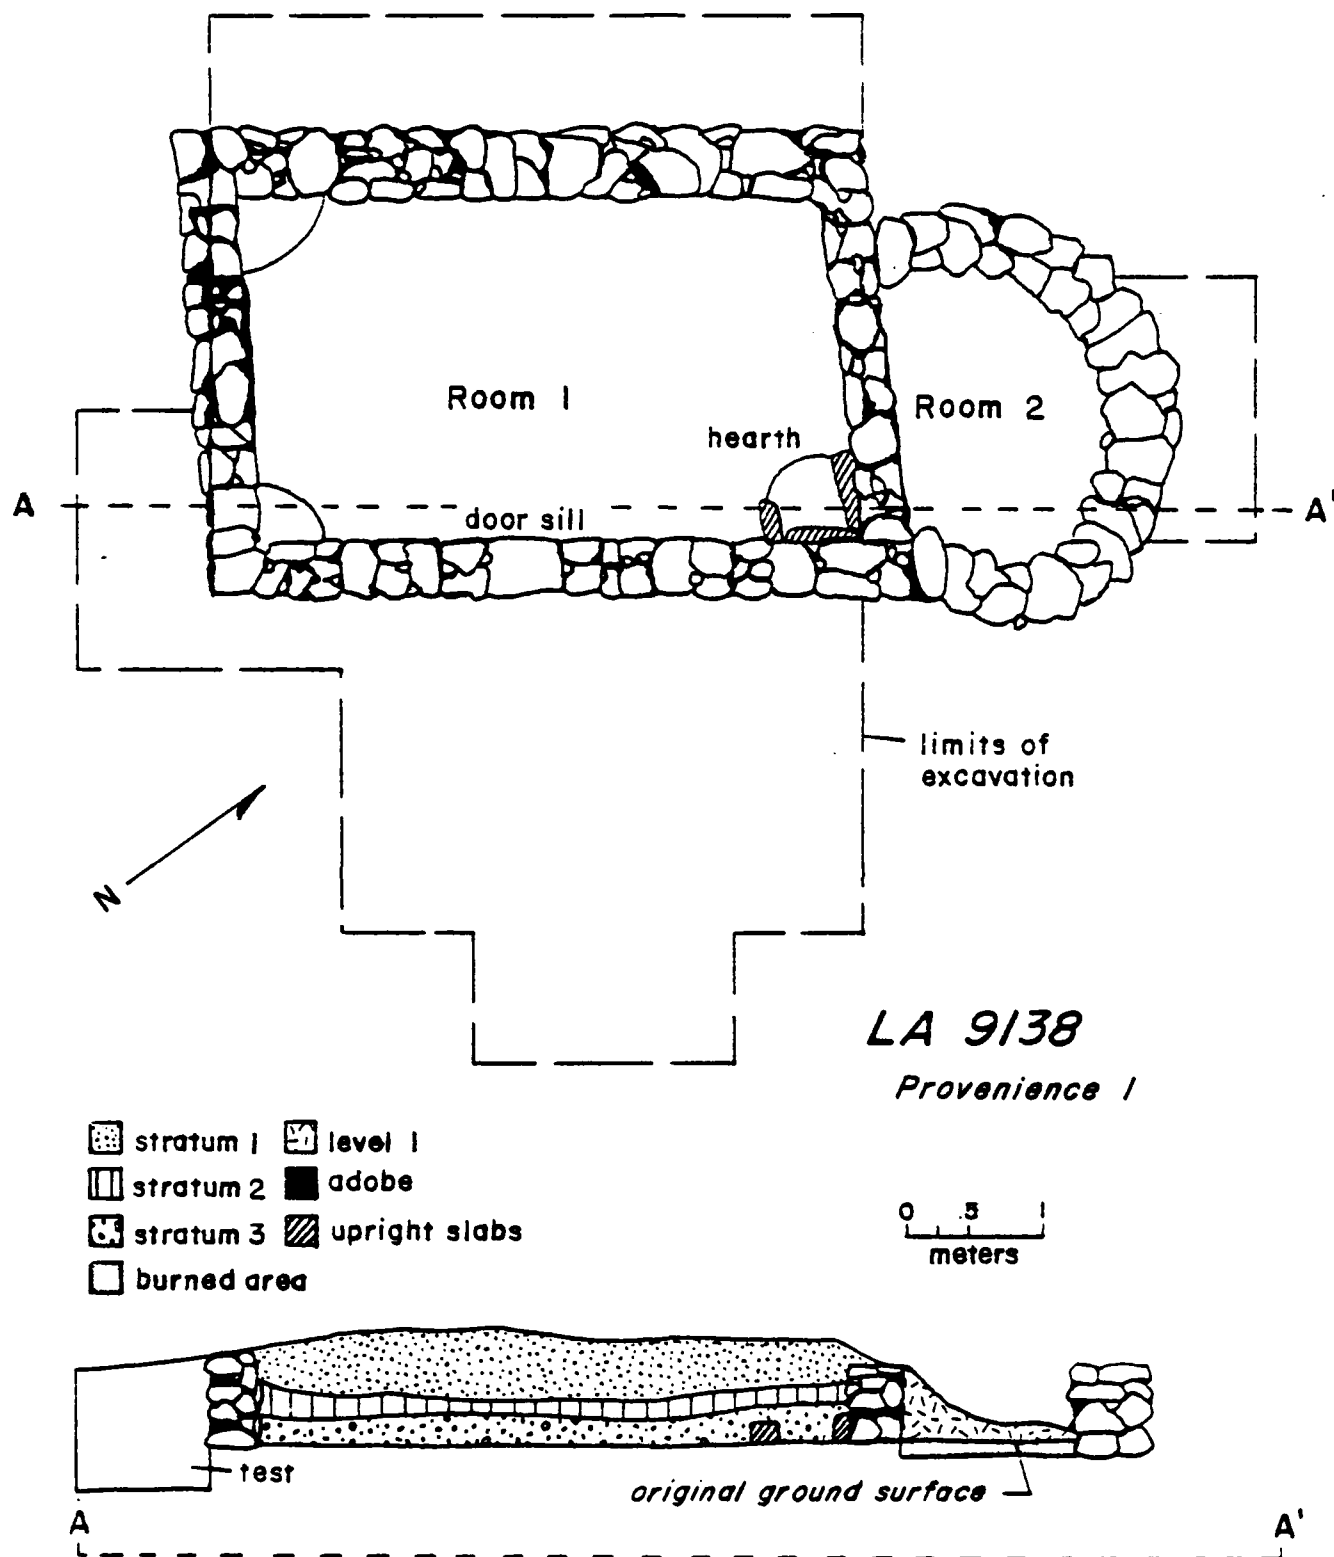 Room 1
Room 2
hearth
A
A'
door sill
limits of
excavation
N
LA 9138
Provenience 1
stratum 1
level 1
stratum 2
adobe
stratum 3
upright slabs
burned area
0 .5 1
meters
test
original ground surface
A
A'